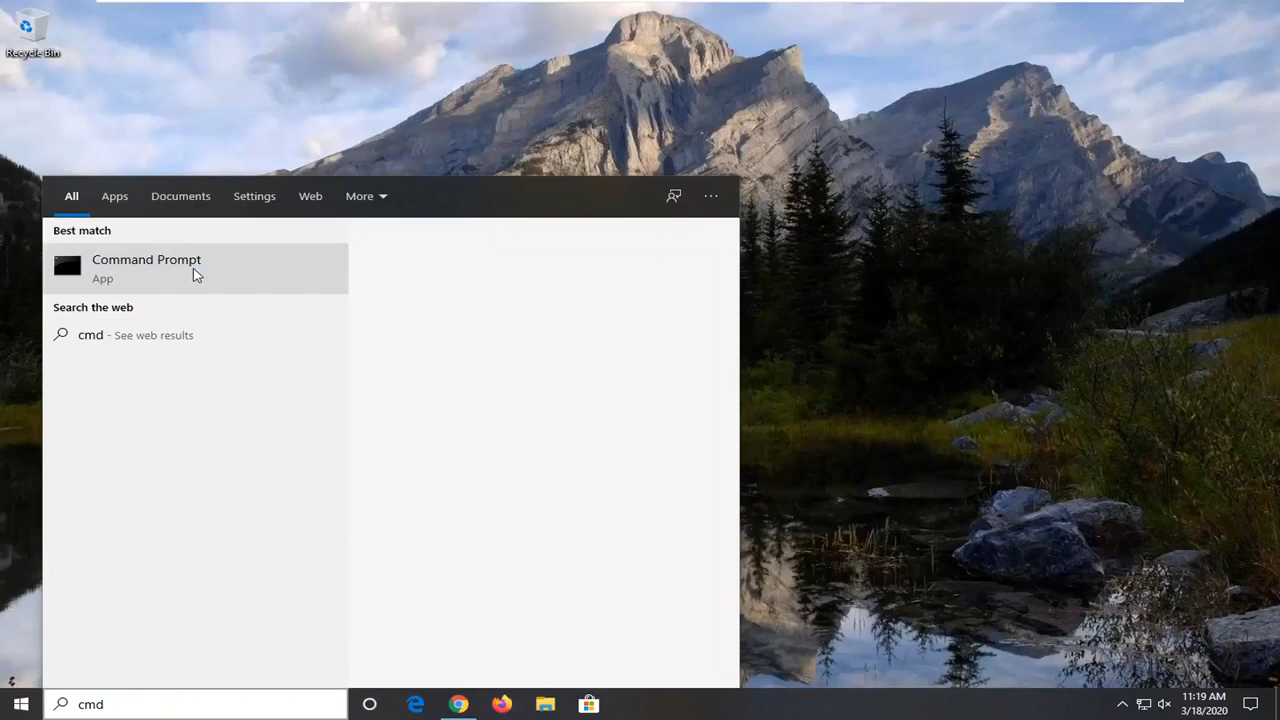 Recycle Bin
All Apps Documents Settings Web More
Best match
Command Prompt
App
Search the web
cmd - See web results
cmd
11:19 AM
3/18/2020